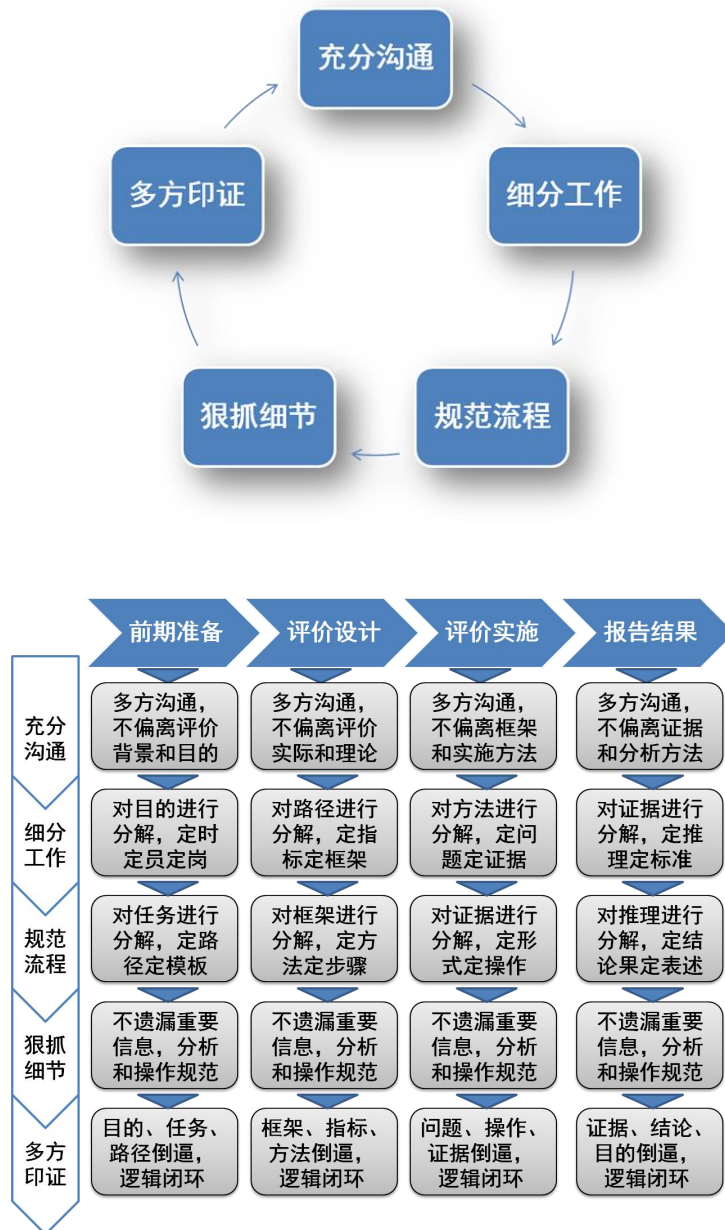 充分沟通
细分工作
规范流程
狠抓细节
多方印证
前期准备
评价设计
评价实施
报告结果
充分
沟通
多方沟通，
不偏离评价
背景和目的
多方沟通，
不偏离评价
实际和理论
多方沟通，
不偏离框架
和实施方法
多方沟通，
不偏离证据
和分析方法
细分
工作
对目的进行
分解，定时
定员定岗
对路径进行
分解，定指
标定框架
对方法进行
分解，定问
题定证据
对证据进行
分解，定推
理定标准
规范
流程
对任务进行
分解，定路
径定模板
对框架进行
分解，定方
法定步骤
对证据进行
分解，定形
式定操作
对推理进行
分解，定结
论果定表述
狠抓
细节
不遗漏重要
信息，分析
和操作规范
不遗漏重要
信息，分析
和操作规范
不遗漏重要
信息，分析
和操作规范
不遗漏重要
信息，分析
和操作规范
多方
印证
目的、任务、
路径倒逼，
逻辑闭环
框架、指标、
方法倒逼，
逻辑闭环
问题、操作、
证据倒逼，
逻辑闭环
证据、结论、
目的倒逼，
逻辑闭环